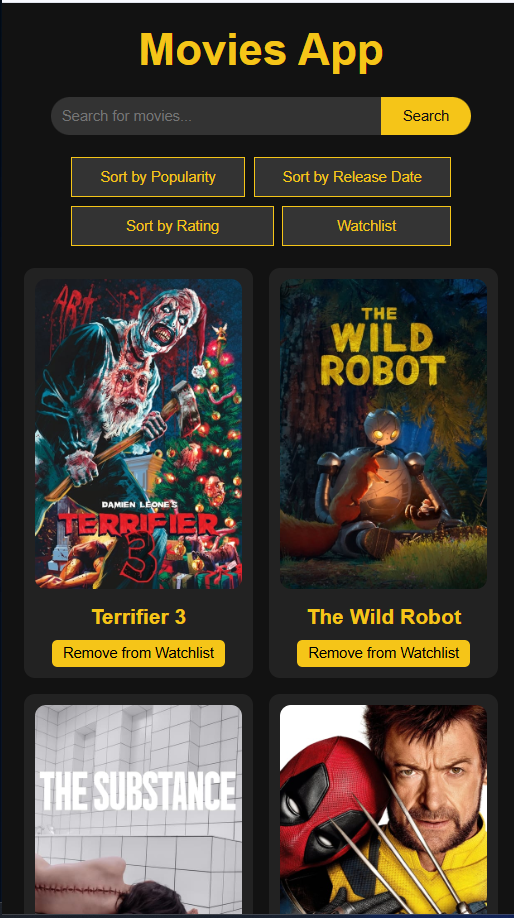 Movies App
Search for movies...
Search
Sort by Popularity
Sort by Release Date
Sort by Rating
Watchlist
ART
DAMIEN LEONE'S
TERRIFIER
3
THE
WILD
ROBOT
Terrifier 3
The Wild Robot
Remove from Watchlist
Remove from Watchlist
THE SUBSTANCE